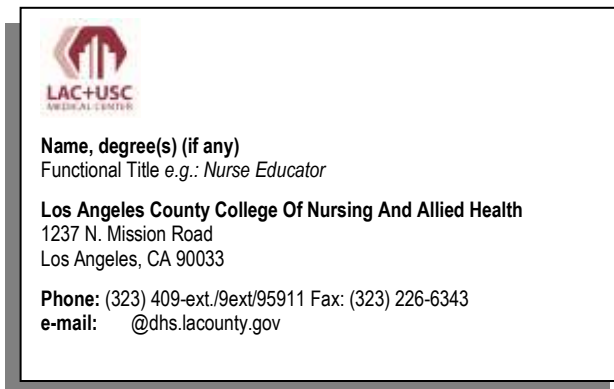 LAC+USC
MEDICAL CENTER
Name, degree(s) (if any)
Functional Title e.g.: Nurse Educator
Los Angeles County College Of Nursing And Allied Health
1237 N. Mission Road
Los Angeles, CA 90033
Phone: (323) 409-ext./9ext/95911 Fax: (323) 226-6343
e-mail: @dhs.lacounty.gov